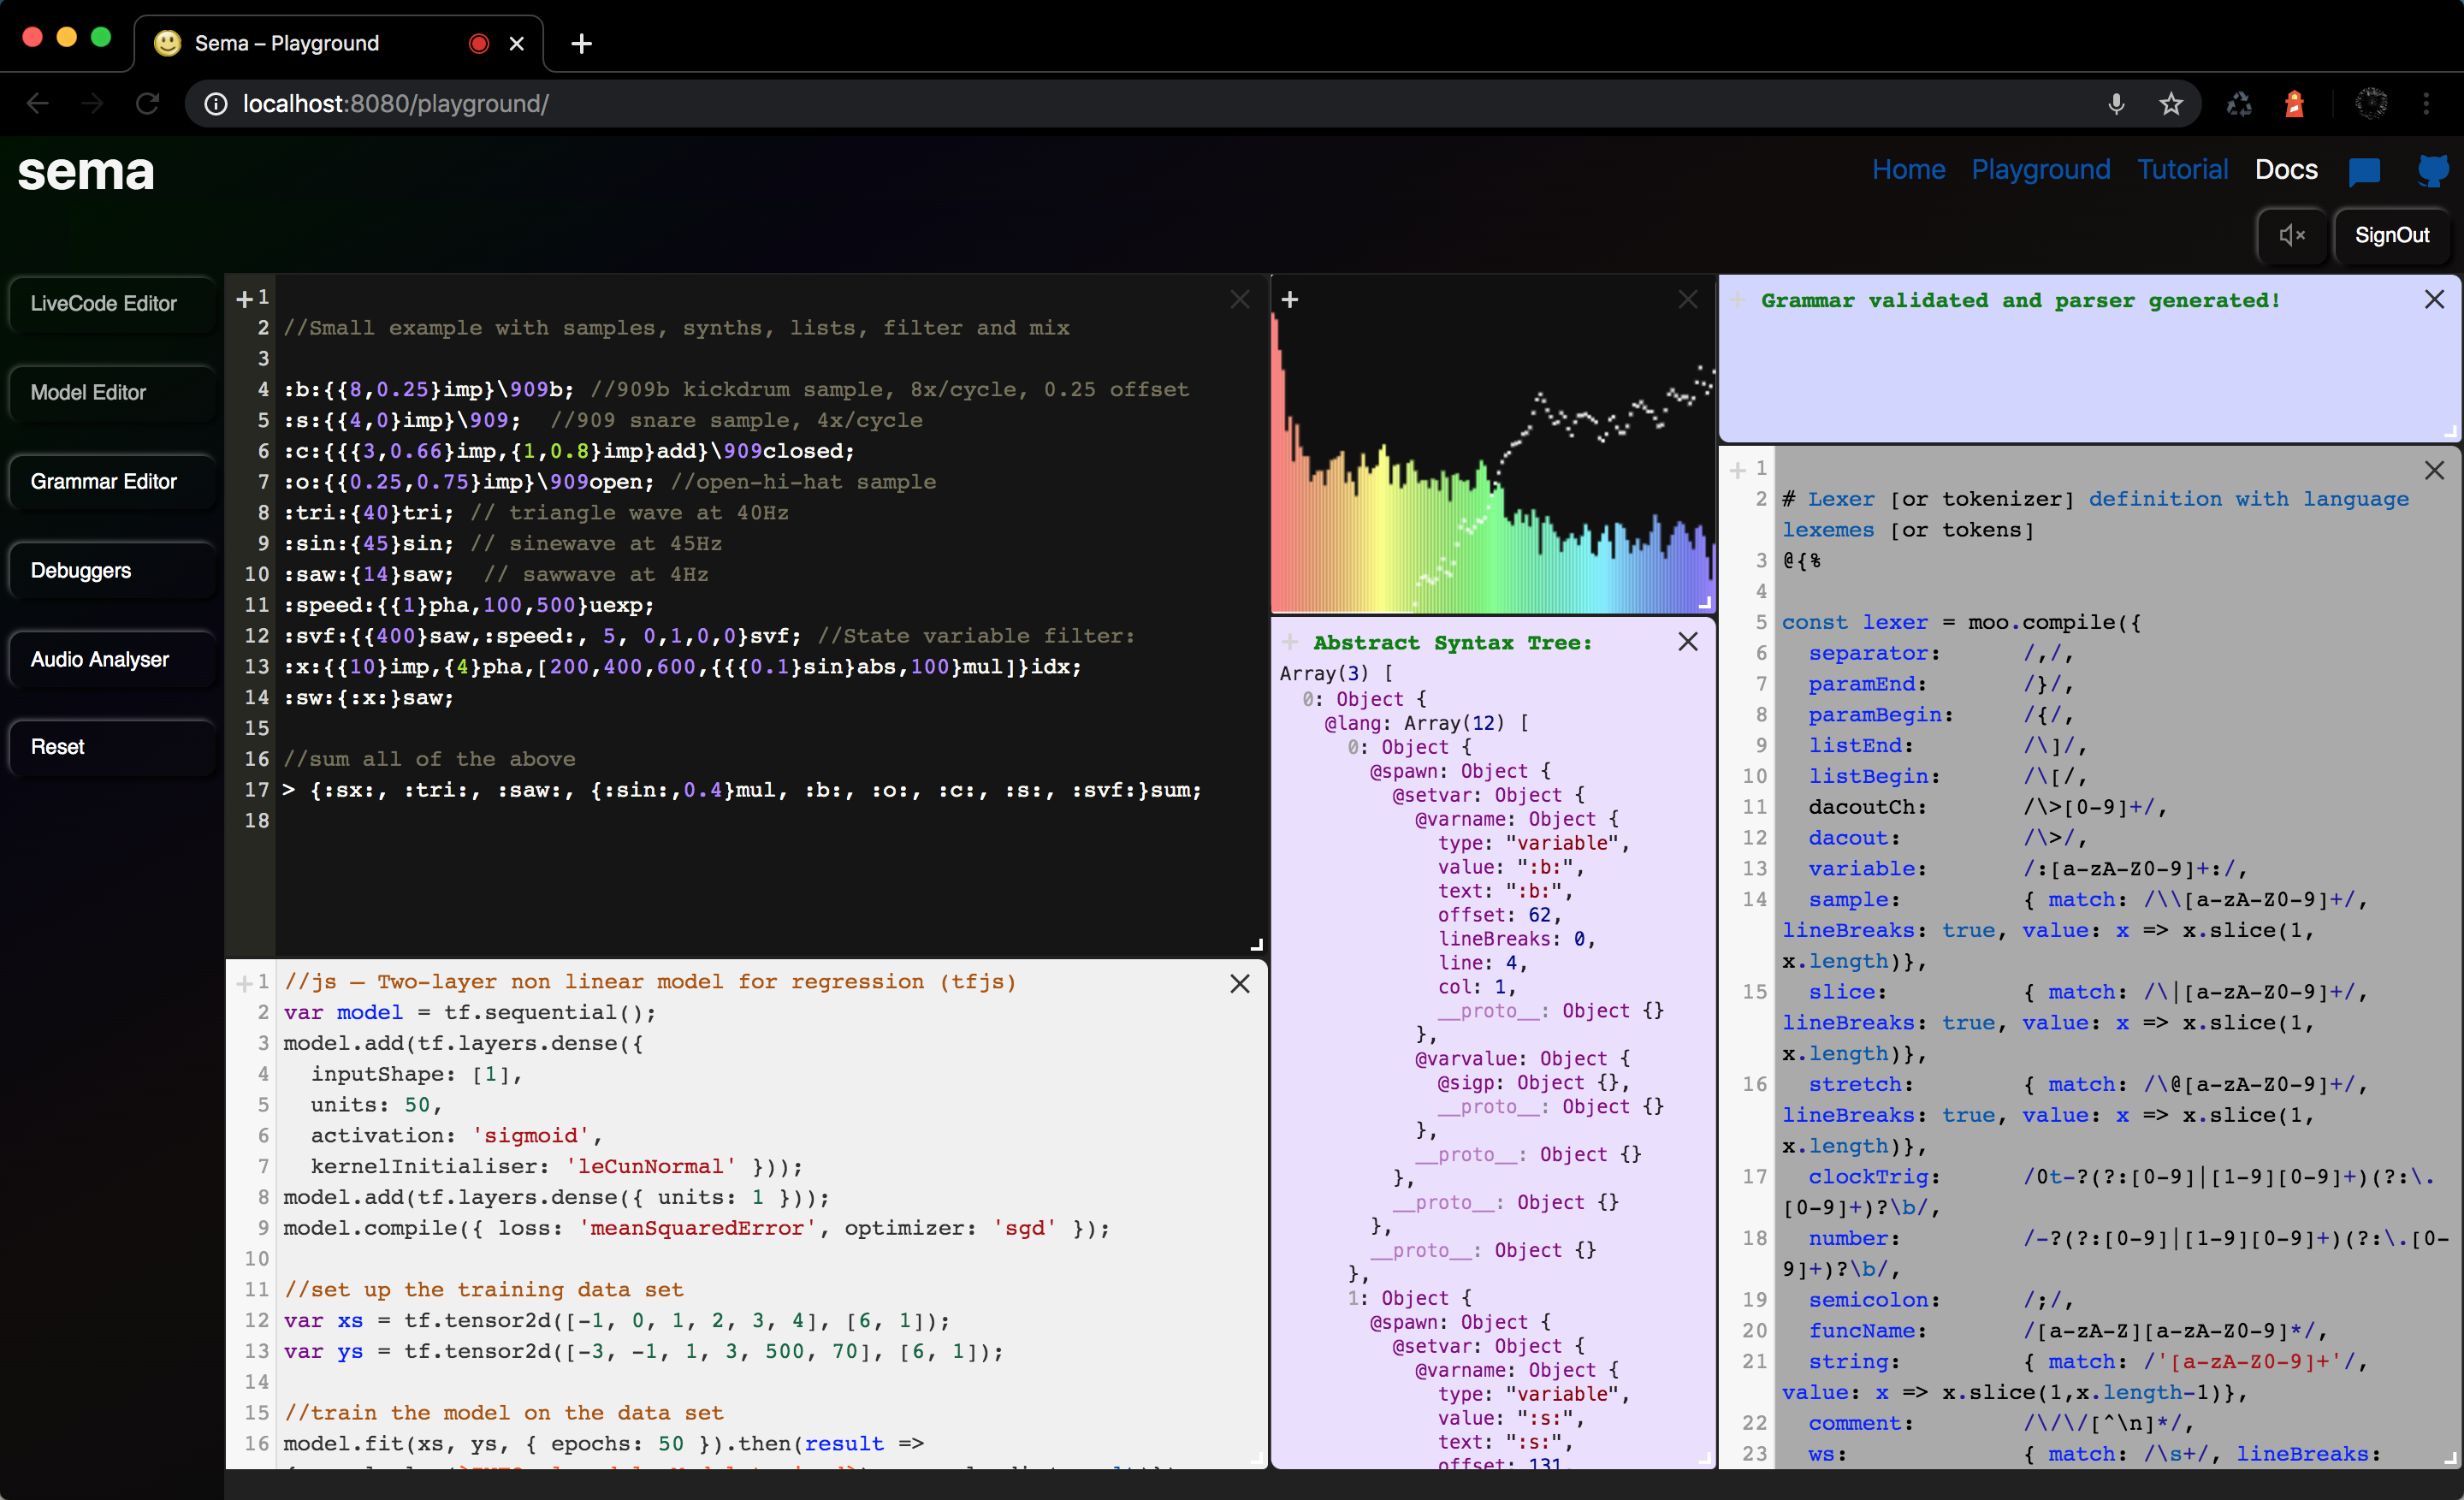 Sema – Playground
localhost:8080/playground/
sema
Home Playground Tutorial Docs
SignOut
LiveCode Editor
Model Editor
Grammar Editor
Debuggers
Audio Analyser
Reset
1
2 //Small example with samples, synths, lists, filter and mix
3
4 :b:{{8,0.25}imp}\909b; //909b kickdrum sample, 8x/cycle, 0.25 offset
5 :s:{{4,0}imp}\909;  //909 snare sample, 4x/cycle
6 :c:{{{3,0.66}imp,{1,0.8}imp}add}\909closed;
7 :o:{{0.25,0.75}imp}\909open; //open-hi-hat sample
8 :tri:{40}tri; // triangle wave at 40Hz
9 :sin:{45}sin; // sinewave at 45Hz
10 :saw:{14}saw;  // sawwave at 4Hz
11 :speed:{{1}pha,100,500}uexp;
12 :svf:{{400}saw,:speed:, 5, 0,1,0,0}svf; //State variable filter:
13 :x:{{10}imp,{4}pha,[200,400,600,{{{0.1}sin}abs,100}mul]}idx;
14 :sw:{:x:}saw;
15
16 //sum all of the above
17 > {:sx:, :tri:, :saw:, {:sin:,0.4}mul, :b:, :o:, :c:, :s:, :svf:}sum;
18
1 //js – Two-layer non linear model for regression (tfjs)
2 var model = tf.sequential();
3 model.add(tf.layers.dense({
4   inputShape: [1],
5   units: 50,
6   activation: 'sigmoid',
7   kernelInitialiser: 'leCunNormal' }));
8 model.add(tf.layers.dense({ units: 1 }));
9 model.compile({ loss: 'meanSquaredError', optimizer: 'sgd' });
10
11 //set up the training data set
12 var xs = tf.tensor2d([-1, 0, 1, 2, 3, 4], [6, 1]);
13 var ys = tf.tensor2d([-3, -1, 1, 3, 500, 70], [6, 1]);
14
15 //train the model on the data set
16 model.fit(xs, ys, { epochs: 50 }).then(result =>
Abstract Syntax Tree:
Array(3) [
0: Object {
@lang: Array(12) [
0: Object {
@spawn: Object {
@setvar: Object {
@varname: Object {
type: "variable",
value: ":b:",
text: ":b:",
offset: 62,
lineBreaks: 0,
line: 4,
col: 1,
__proto__: Object {}
},
@varvalue: Object {
@sigp: Object {},
__proto__: Object {}
},
__proto__: Object {}
},
__proto__: Object {}
},
__proto__: Object {}
},
1: Object {
@spawn: Object {
@setvar: Object {
@varname: Object {
type: "variable",
value: ":s:",
text: ":s:",
offset: 131,
Grammar validated and parser generated!
1
2 # Lexer [or tokenizer] definition with language
lexemes [or tokens]
3 @{%
4
5 const lexer = moo.compile({
6   separator:      /,/,
7   paramEnd:       /}/,
8   paramBegin:     /{/,
9   listEnd:        /\]/,
10   listBegin:      /\[/,
11   dacoutCh:       /\>[0-9]+/,
12   dacout:         /\>/,
13   variable:       /:[a-zA-Z0-9]+:/,
14   sample:         { match: /\\[a-zA-Z0-9]+/,
lineBreaks: true, value: x => x.slice(1,
x.length)},
15   slice:          { match: /\|[a-zA-Z0-9]+/,
lineBreaks: true, value: x => x.slice(1,
x.length)},
16   stretch:        { match: /\@[a-zA-Z0-9]+/,
lineBreaks: true, value: x => x.slice(1,
x.length)},
17   clockTrig:      /0t-?(?:[0-9]|[1-9][0-9]+)(?:\.
[0-9]+)?\b/,
18   number:         /-?(?:[0-9]|[1-9][0-9]+)(?:\.[0-
9]+)?\b/,
19   semicolon:      /;/,
20   funcName:       /[a-zA-Z][a-zA-Z0-9]*/,
21   string:         { match: /'[a-zA-Z0-9]+'/,
value: x => x.slice(1,x.length-1)},
22   comment:        /\/\/[^\n]*/,
23   ws:             { match: /\s+/, lineBreaks: